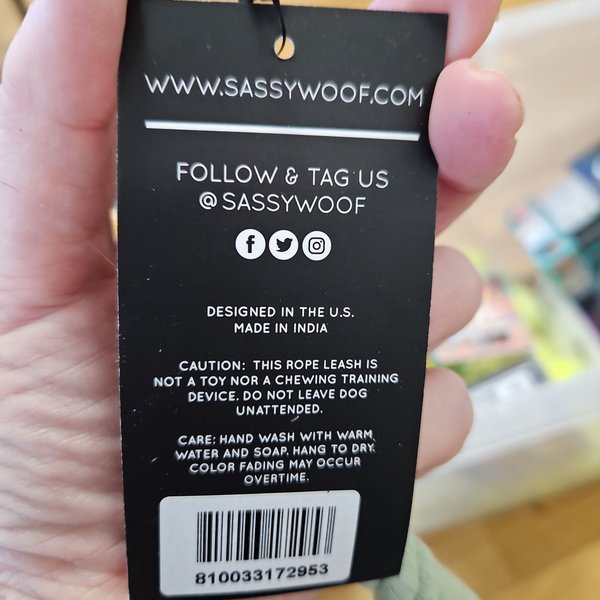 WWW.SASSYWOOF.COM
FOLLOW & TAG US
@SASSYWOOF
DESIGNED IN THE U.S.
MADE IN INDIA
CAUTION: THIS ROPE LEASH IS
NOT A TOY NOR A CHEWING TRAINING
DEVICE. DO NOT LEAVE DOG
UNATTENDED.
CARE: HAND WASH WITH WARM
WATER AND SOAP. HANG TO DRY.
COLOR FADING MAY OCCUR
OVERTIME.
810033172953